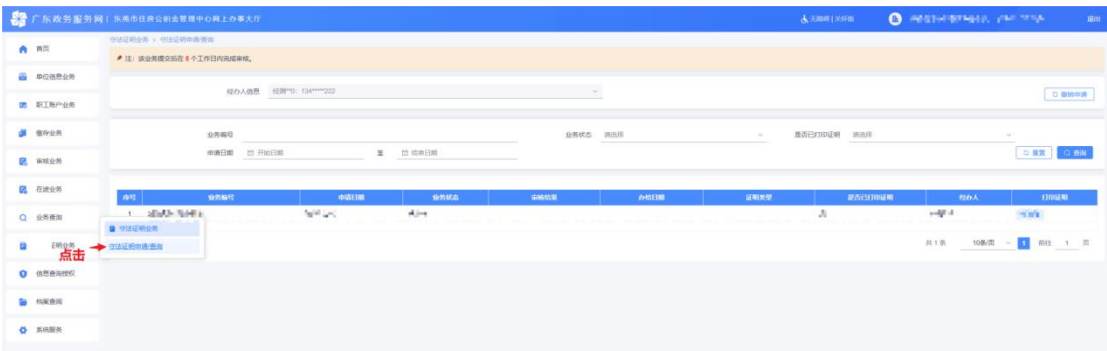 广东政务服务网 | 东莞市住房公积金管理中心网上办事大厅
无障碍 | 关怀版
退出
首页
单位信息业务
职工账户业务
缴存业务
审核业务
在途业务
业务查询
证明业务
信息查询授权
档案查阅
系统服务
守法证明业务 > 守法证明申请/查询
注：该业务提交后在 5 个工作日内完成审核。
经办人信息
撤销申请
业务编号
业务状态 请选择
是否已打印证明 请选择
申请日期 开始日期 至 结束日期
重置 查询
序号 业务编号 申请日期 业务状态 审核结果 办结日期 证明类型 是否已打印证明 经办人 打印证明
1
守法证明业务
守法证明申请/查询
点击
共 1 条 10条/页 1 前往 1 页